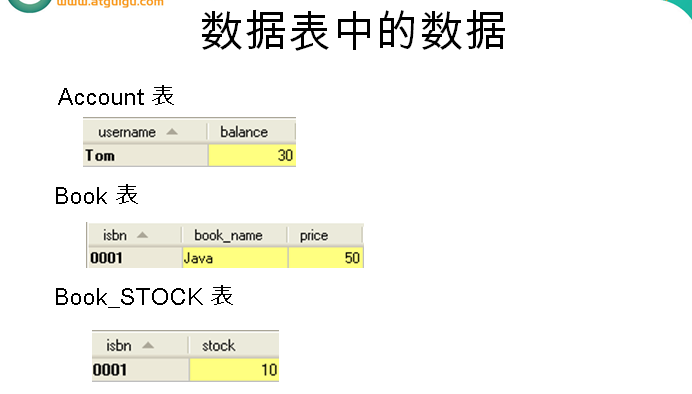 www.atguigu.com
数据表中的数据
Account 表
username balance
Tom 30
Book 表
isbn book_name price
0001 Java 50
Book_STOCK 表
isbn stock
0001 10